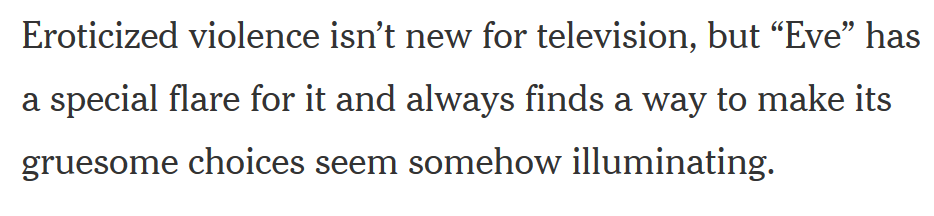 Eroticized violence isn’t new for television, but “Eve” has
a special flare for it and always finds a way to make its
gruesome choices seem somehow illuminating.